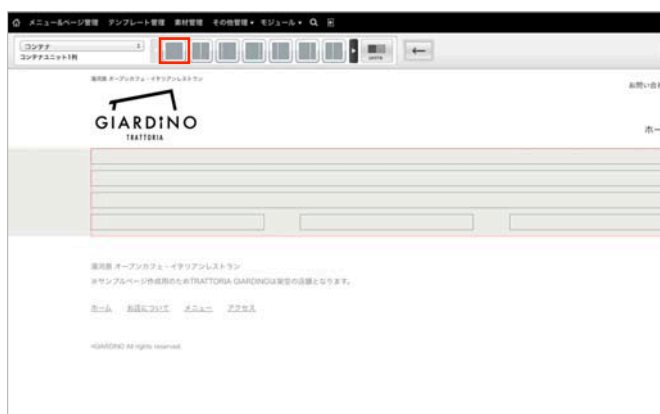 メニュー&ページ管理 テンプレート管理 素材管理 その他管理 モジュール
コンテナ
コンテナユニット1列
UNITS
湯河原 オープンカフェ・イタリアンレストラン
お問い合
GIARDiNO
TRATTORIA
ホー
湯河原 オープンカフェ・イタリアンレストラン
※サンプルページ作成用のためTRATTORIA GIARDINOは架空の店舗となります。
ホーム お店について メニュー アクセス
©GIARDINO All rights reserved.